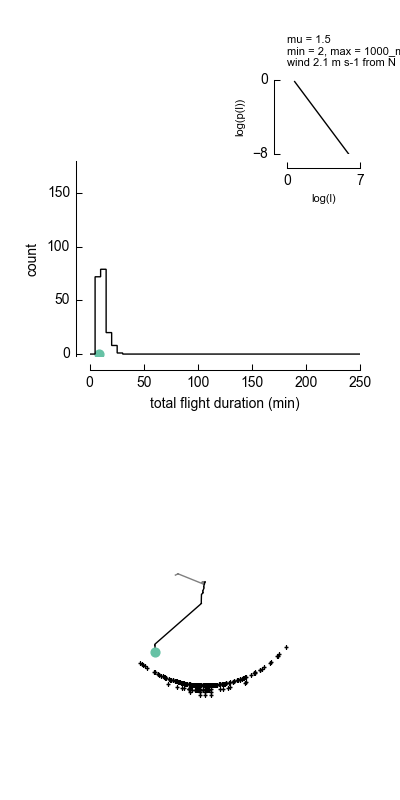 mu = 1.5
min = 2, max = 1000_m
wind 2.1 m s-1 from N
0
log(p(l))
−8
0
7
log(l)
150
100
50
0
count
0
50
100
150
200
250
total flight duration (min)